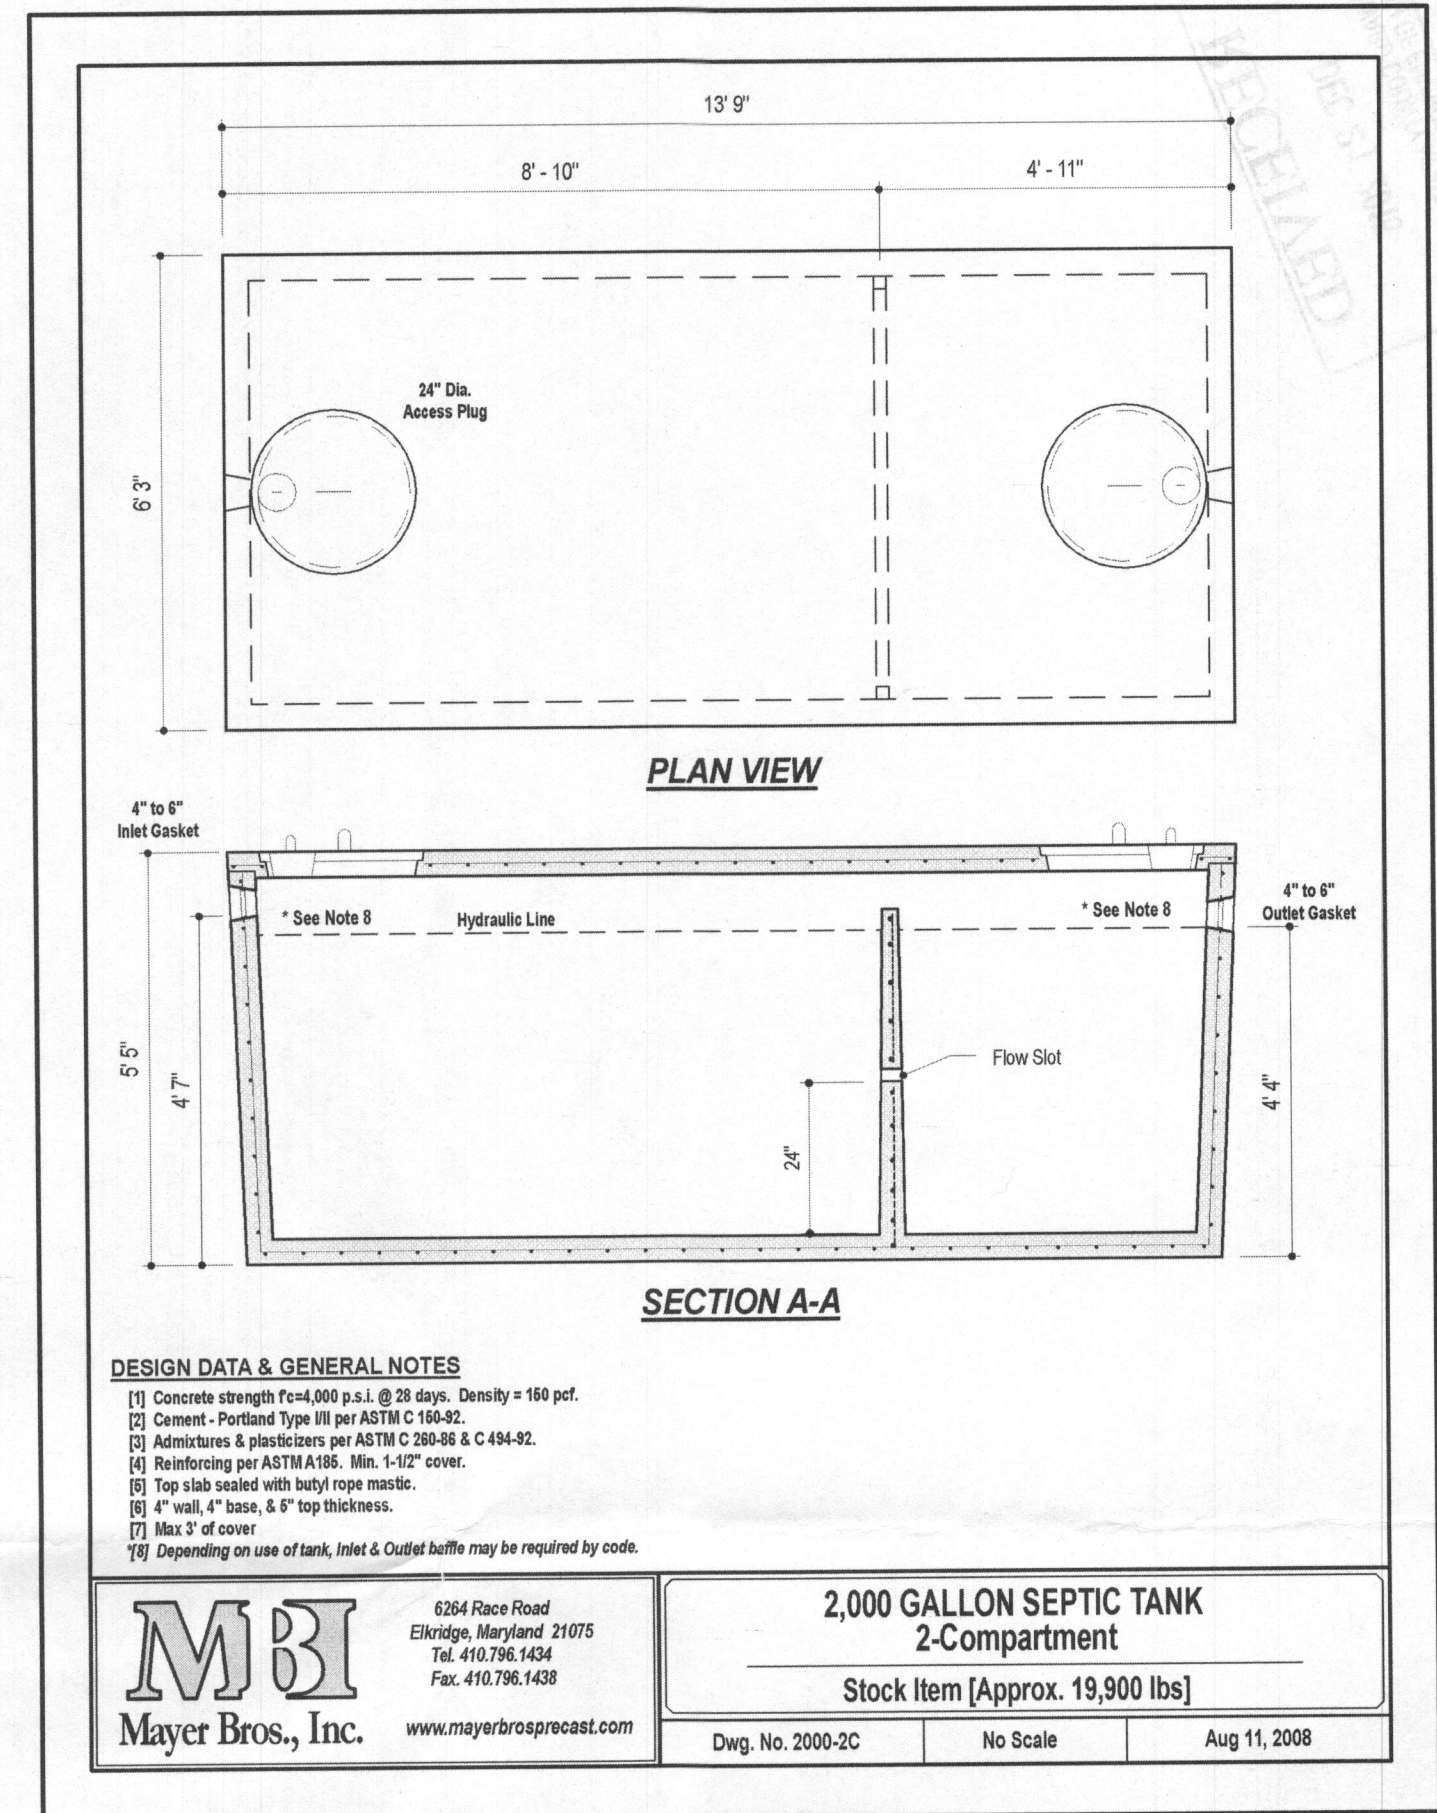 RECEIVED
13' 9"
8' - 10"
4' - 11"
24" Dia.
Access Plug
6' 3"
PLAN VIEW
4" to 6"
Inlet Gasket
* See Note 8
Hydraulic Line
* See Note 8
4" to 6"
Outlet Gasket
5' 5"
4' 7"
Flow Slot
24"
4' 4"
SECTION A-A
DESIGN DATA & GENERAL NOTES
[1] Concrete strength f'c=4,000 p.s.i. @ 28 days. Density = 150 pcf.
[2] Cement - Portland Type I/II per ASTM C 150-92.
[3] Admixtures & plasticizers per ASTM C 260-86 & C 494-92.
[4] Reinforcing per ASTM A185. Min. 1-1/2" cover.
[5] Top slab sealed with butyl rope mastic.
[6] 4" wall, 4" base, & 5" top thickness.
[7] Max 3' of cover
*[8] Depending on use of tank, Inlet & Outlet baffle may be required by code.
MBI
Mayer Bros., Inc.
6264 Race Road
Elkridge, Maryland 21075
Tel. 410.796.1434
Fax. 410.796.1438
www.mayerbrosprecast.com
2,000 GALLON SEPTIC TANK
2-Compartment
Stock Item [Approx. 19,900 lbs]
Dwg. No. 2000-2C
No Scale
Aug 11, 2008